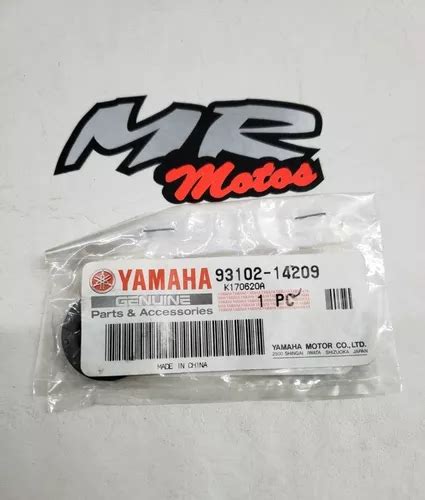 MR
Motos
YAMAHA 93102-14209
K170620A
GENUINE
1 PC
Parts & Accessories
YAMAHA MOTOR CO.,LTD.
2500 SHINGAI IWATA SHIZUOKA JAPAN
MADE IN CHINA